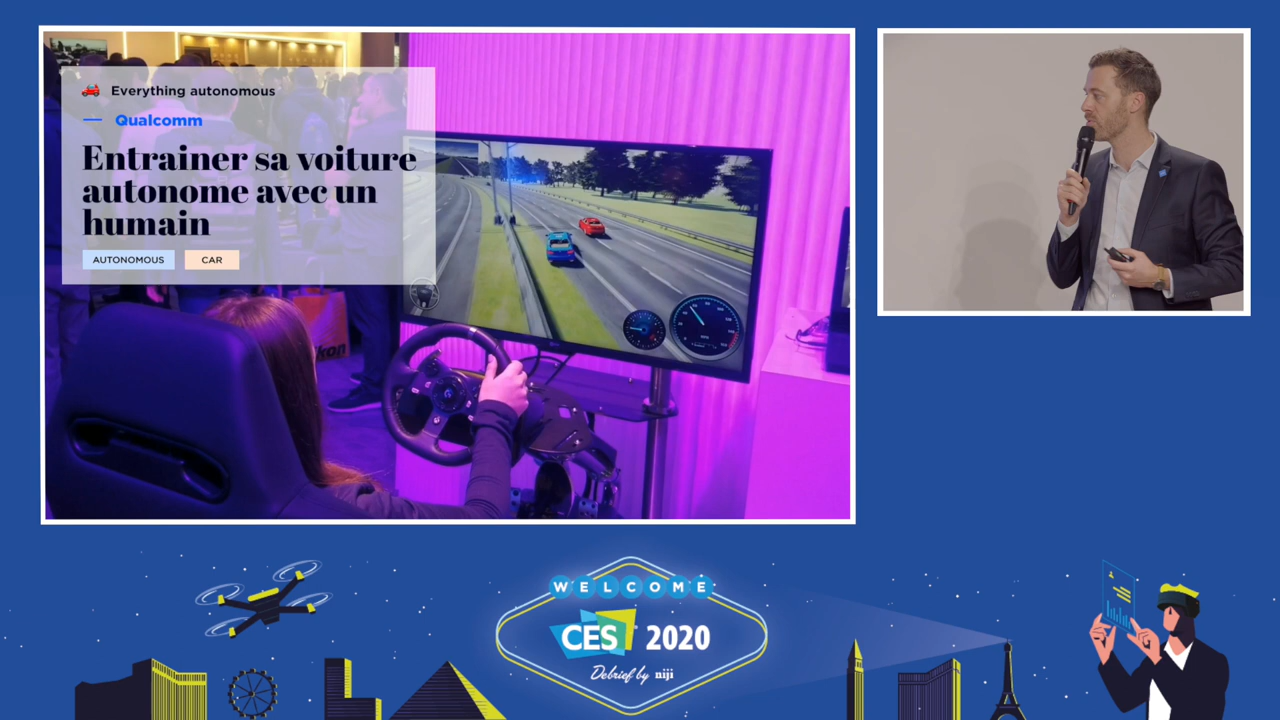 Everything autonomous
Qualcomm
Entrainer sa voiture
autonome avec un
humain
AUTONOMOUS
CAR
WELCOME
CES 2020
Debrief by niji